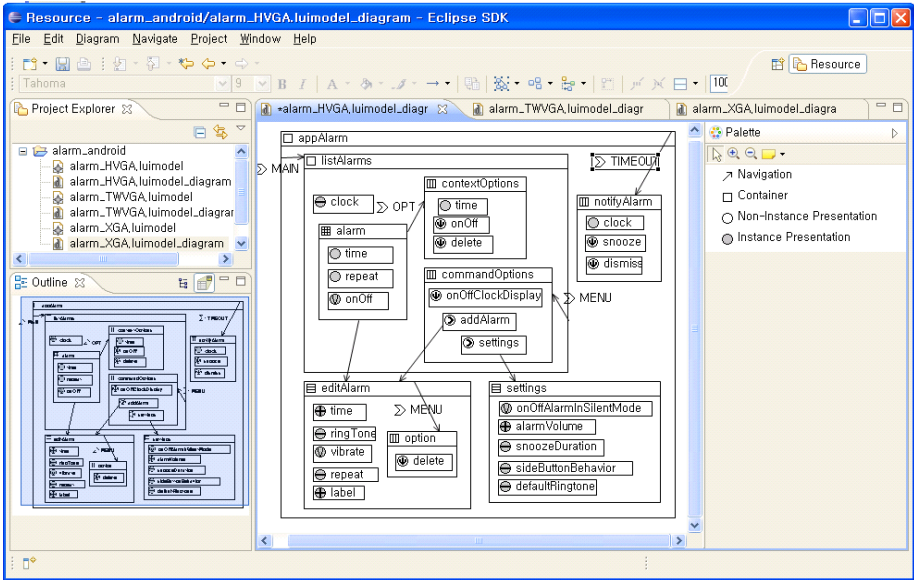 Resource - alarm_android/alarm_HVGA.luimodel_diagram - Eclipse SDK
File Edit Diagram Navigate Project Window Help
Resource
Tahoma 9 B I A 100
Project Explorer
alarm_android
alarm_HVGA,luimodel
alarm_HVGA,luimodel_diagram
alarm_TWVGA,luimodel
alarm_TWVGA,luimodel_diagrar
alarm_XGA,luimodel
alarm_XGA,luimodel_diagram
Outline
*alarm_HVGA,luimodel_diagr
alarm_TWVGA,luimodel_diagr
alarm_XGA,luimodel_diagra
appAlarm
MAIN
listAlarms
TIMEOUT
clock
OPT
alarm
time
repeat
onOff
contextOptions
time
onOff
delete
commandOptions
onOffClockDisplay
addAlarm
settings
MENU
notifyAlarm
clock
snooze
dismiss
editAlarm
time
ringTone
vibrate
repeat
label
MENU
option
delete
settings
onOffAlarmInSilentMode
alarmVolume
snoozeDuration
sideButtonBehavior
defaultRingtone
Palette
Navigation
Container
Non-Instance Presentation
Instance Presentation